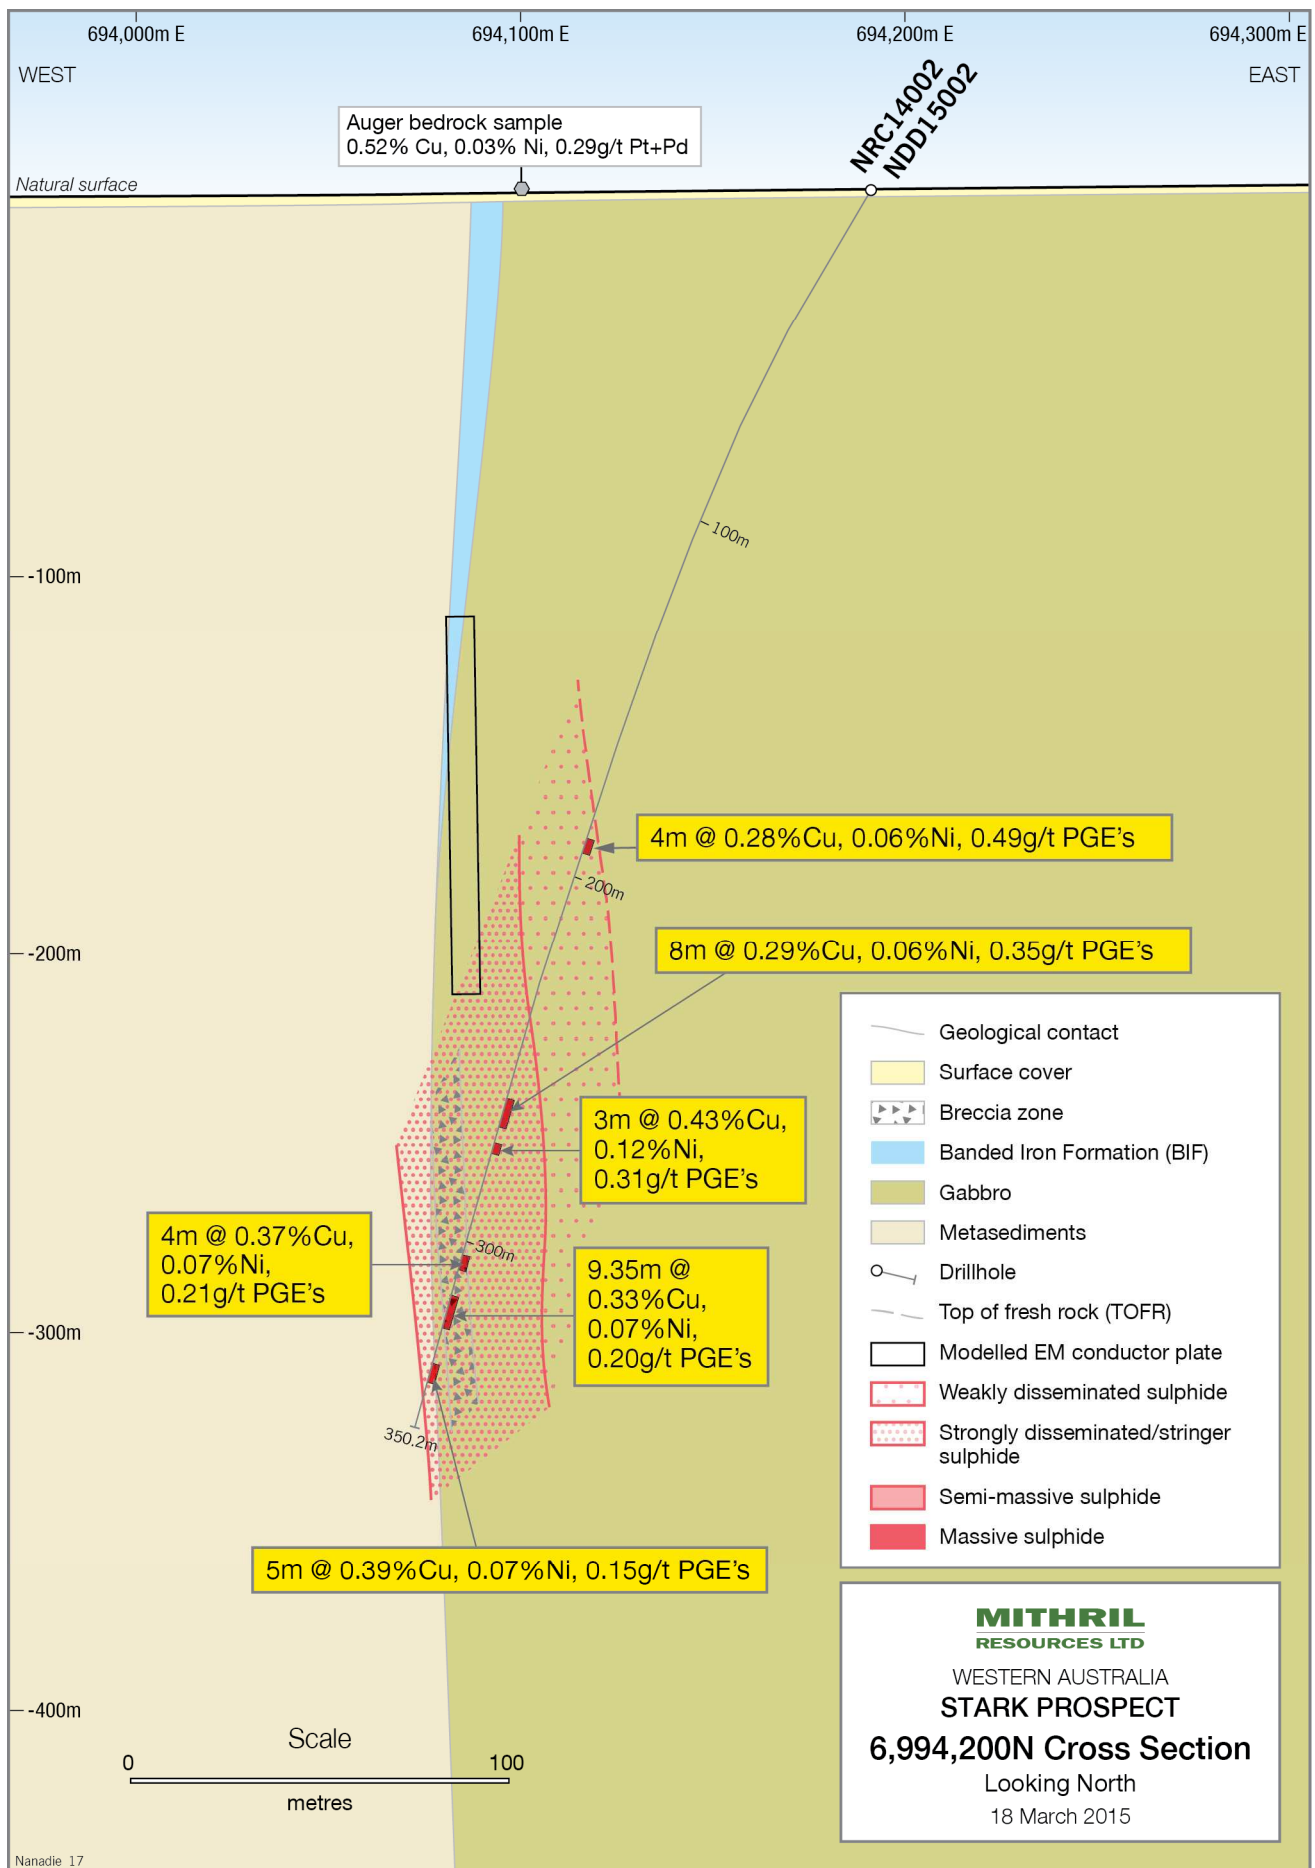 694,000m E
694,100m E
694,200m E
694,300m E
WEST
EAST
NRC14002
NDD15002
Auger bedrock sample
0.52% Cu, 0.03% Ni, 0.29g/t Pt+Pd
Natural surface
100m
-100m
4m @ 0.28%Cu, 0.06%Ni, 0.49g/t PGE's
200m
8m @ 0.29%Cu, 0.06%Ni, 0.35g/t PGE's
-200m
3m @ 0.43%Cu,
0.12%Ni,
0.31g/t PGE's
4m @ 0.37%Cu,
0.07%Ni,
0.21g/t PGE's
300m
9.35m @
0.33%Cu,
0.07%Ni,
0.20g/t PGE's
-300m
350.2m
5m @ 0.39%Cu, 0.07%Ni, 0.15g/t PGE's
-400m
Geological contact
Surface cover
Breccia zone
Banded Iron Formation (BIF)
Gabbro
Metasediments
Drillhole
Top of fresh rock (TOFR)
Modelled EM conductor plate
Weakly disseminated sulphide
Strongly disseminated/stringer
sulphide
Semi-massive sulphide
Massive sulphide
MITHRIL
RESOURCES LTD
WESTERN AUSTRALIA
STARK PROSPECT
6,994,200N Cross Section
Looking North
18 March 2015
Scale
0
100
metres
Nanadie 17